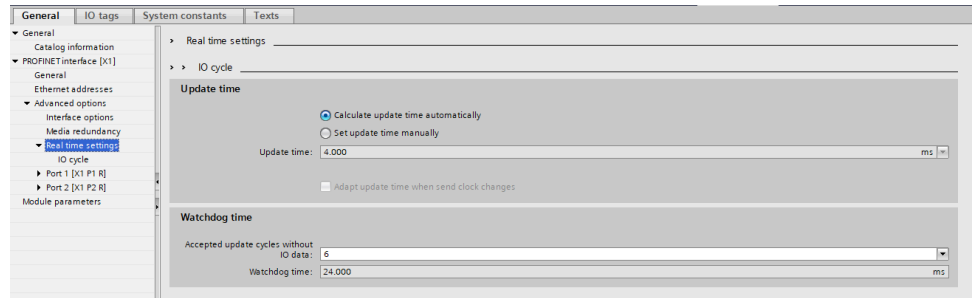 General
IO tags
System constants
Texts
General
Catalog information
PROFINET interface [X1]
General
Ethernet addresses
Advanced options
Interface options
Media redundancy
Real time settings
IO cycle
Port 1 [X1 P1 R]
Port 2 [X1 P2 R]
Module parameters
Real time settings
IO cycle
Update time
Calculate update time automatically
Set update time manually
Update time: 4.000 ms
Adapt update time when send clock changes
Watchdog time
Accepted update cycles without
IO data: 6
Watchdog time: 24.000 ms